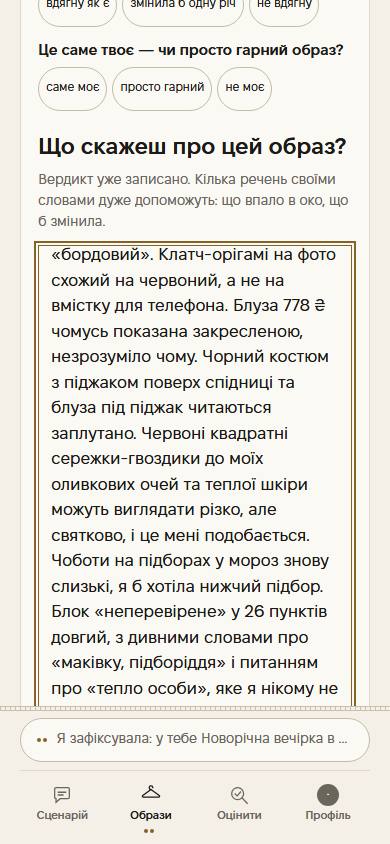 вдягну як є
змінила б одну річ
не вдягну
Це саме твоє — чи просто гарний образ?
саме моє
просто гарний
не моє
Що скажеш про цей образ?
Вердикт уже записано. Кілька речень своїми
словами дуже допоможуть: що впало в око, що
б змінила.
«бордовий». Клатч-орігамі на фото
схожий на червоний, а не на
вмістку для телефона. Блуза 778 ₴
чомусь показана закресленою,
незрозуміло чому. Чорний костюм
з піджаком поверх спідниці та
блуза під піджак читаються
заплутано. Червоні квадратні
сережки-гвоздики до моїх
оливкових очей та теплої шкіри
можуть виглядати різко, але
святково, і це мені подобається.
Чоботи на підборах у мороз знову
слизькі, я б хотіла нижчий підбор.
Блок «неперевірене» у 26 пунктів
довгий, з дивними словами про
«маківку, підборіддя» і питанням
про «тепло особи», яке я нікому не
Я зафіксувала: у тебе Новорічна вечірка в ...
Сценарій
Образи
Оцінити
Профіль